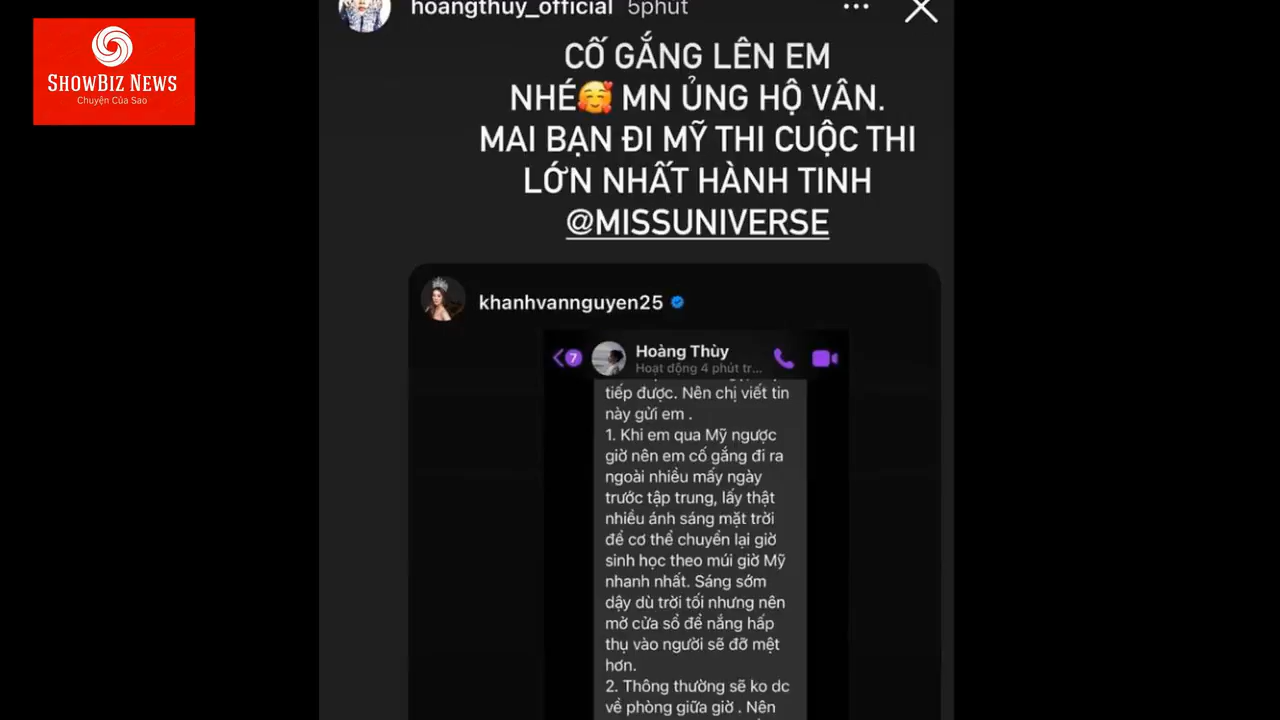 hoangthuy_official 5phút
SHOWBIZ NEWS
Chuyện Của Sao
CỐ GẮNG LÊN EM
NHÉ🥰 MN ỦNG HỘ VÂN.
MAI BẠN ĐI MỸ THI CUỘC THI
LỚN NHẤT HÀNH TINH
@MISSUNIVERSE
khanhvannguyen25
7
Hoàng Thùy
Hoạt động 4 phút tr...
tiếp được. Nên chị viết tin
này gửi em .
1. Khi em qua Mỹ ngược
giờ nên em cố gắng đi ra
ngoài nhiều mấy ngày
trước tập trung, lấy thật
nhiều ánh sáng mặt trời
để cơ thể chuyển lại giờ
sinh học theo múi giờ Mỹ
nhanh nhất. Sáng sớm
dậy dù trời tối nhưng nên
mở cửa sổ để nắng hấp
thụ vào người sẽ đỡ mệt
hơn.
2. Thông thường sẽ ko dc
về phòng giữa giờ . Nên